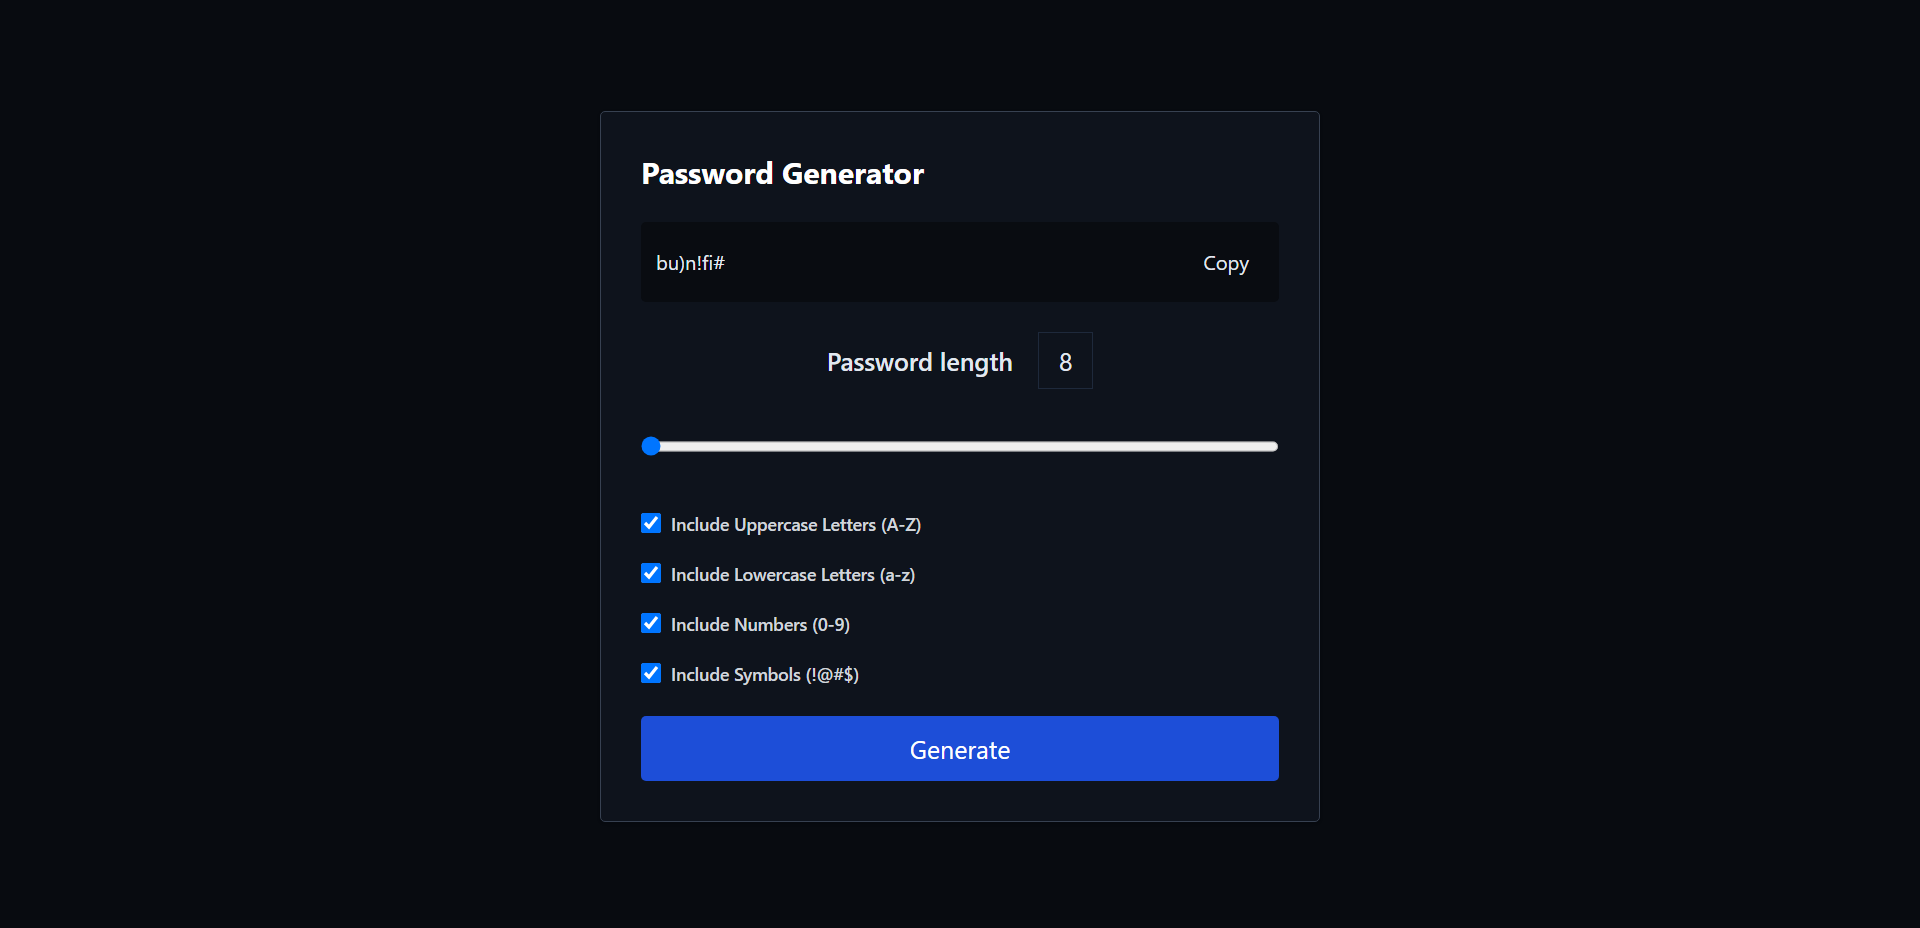 Password Generator
bu)n!fi# Copy
Password length 8
Include Uppercase Letters (A-Z)
Include Lowercase Letters (a-z)
Include Numbers (0-9)
Include Symbols (!@#$)
Generate